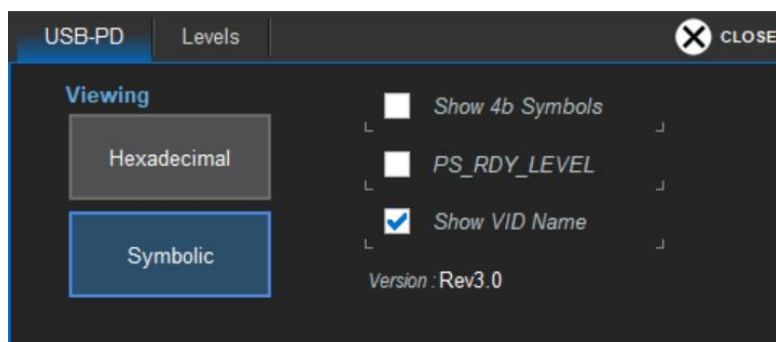 USB-PD Levels CLOSE
Viewing
Hexadecimal
Symbolic
Show 4b Symbols
PS_RDY_LEVEL
Show VID Name
Version : Rev3.0